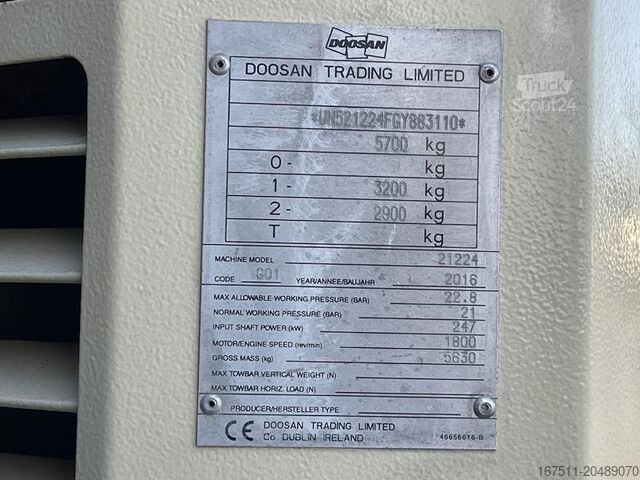 DOOSAN
DOOSAN TRADING LIMITED
*UN521224FGY883110*
5700 kg
0- kg
1- 3200 kg
2- 2900 kg
T kg
MACHINE MODEL 21224
CODE G01 YEAR/ANNEE/BAUJAHR 2016
MAX ALLOWABLE WORKING PRESSURE (BAR) 22.8
NORMAL WORKING PRESSURE (BAR) 21
INPUT SHAFT POWER (kW) 247
MOTOR/ENGINE SPEED (rev/min) 1800
GROSS MASS (kg) 5630
MAX TOWBAR VERTICAL WEIGHT (N)
MAX TOWBAR HORIZ. LOAD (N)
PRODUCER/HERSTELLER TYPE
CE DOOSAN TRADING LIMITED
Co DUBLIN IRELAND 46656616-B
Truck
Scout24
167511-20489070